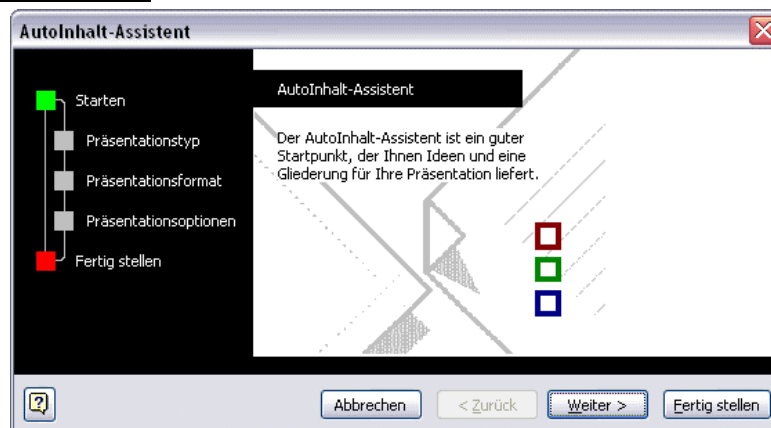 AutoInhalt-Assistent
Starten
Präsentationstyp
Präsentationsformat
Präsentationsoptionen
Fertig stellen
AutoInhalt-Assistent
Der AutoInhalt-Assistent ist ein guter
Startpunkt, der Ihnen Ideen und eine
Gliederung für Ihre Präsentation liefert.
Abbrechen
< Zurück
Weiter >
Fertig stellen